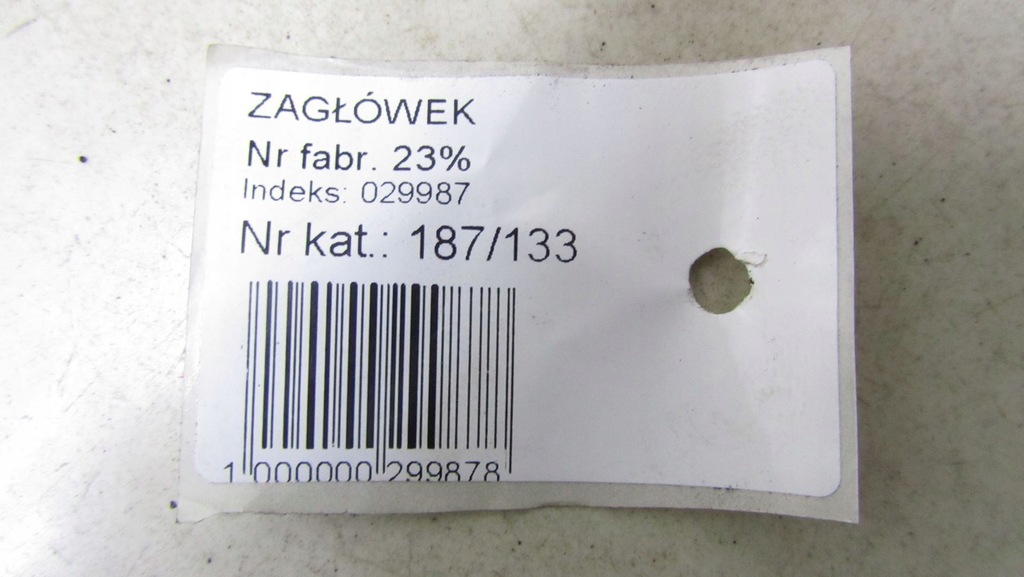 ZAGŁÓWEK
Nr fabr. 23%
Indeks: 029987
Nr kat.: 187/133
1 000000 299878